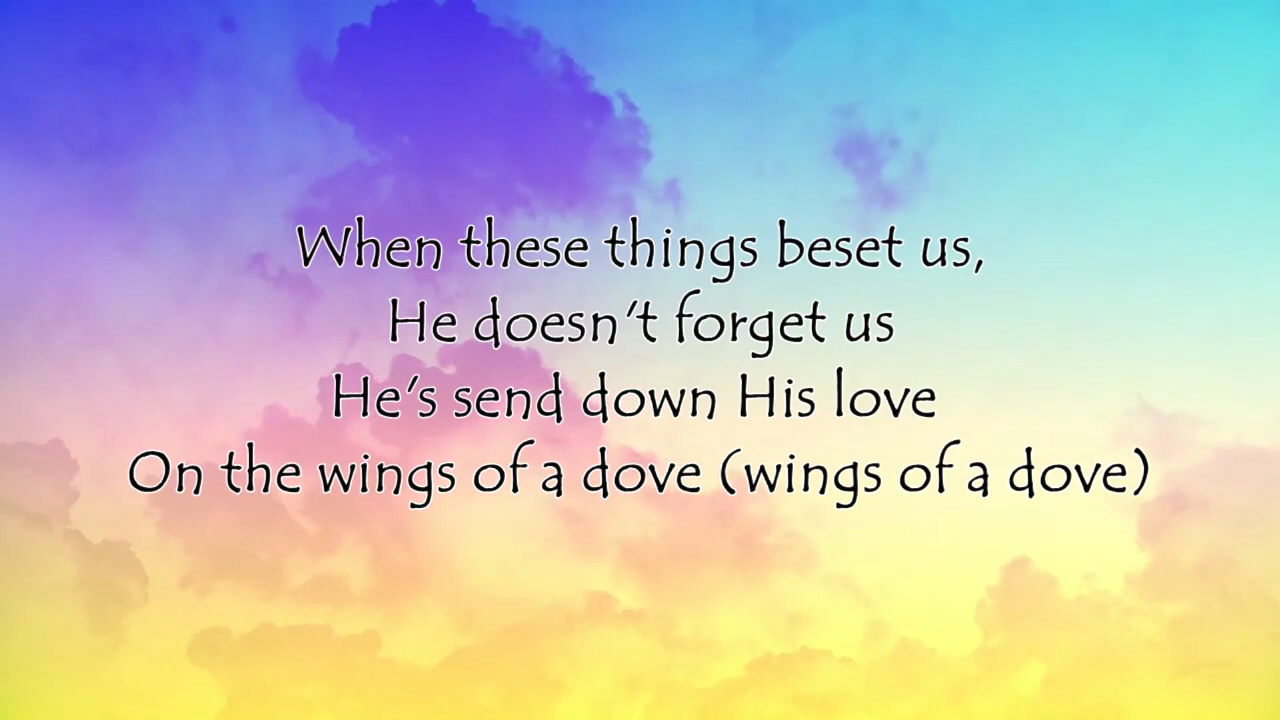 When these things beset us,
He doesn't forget us
He's send down His love
On the wings of a dove (wings of a dove)